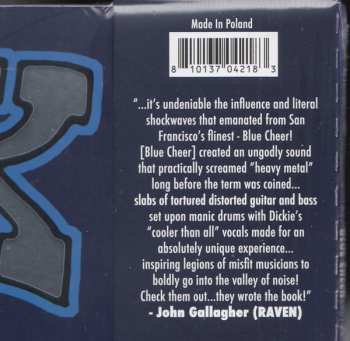 Made In Poland
8 10137 04218 3
"...it's undeniable the influence and literal
shockwaves that emanated from San
Francisco's flinest - Blue Cheer!
[Blue Cheer] created an ungodly sound
that practically screamed "heavy metal"
long before the term was coined...
slabs of tortured distorted guitar and bass
set upon manic drums with Dickie's
"cooler than all" vocals made for an
absolutely unique experience...
inspiring legions of misfit musicians to
boldly go into the valley of noise!
Check them out...they wrote the book!"
- John Gallagher (RAVEN)